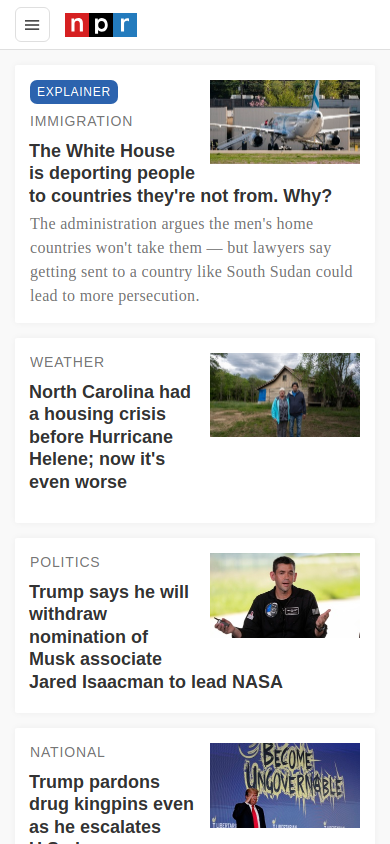 npr
EXPLAINER
IMMIGRATION
The White House
is deporting people
to countries they're not from. Why?
The administration argues the men's home
countries won't take them — but lawyers say
getting sent to a country like South Sudan could
lead to more persecution.
WEATHER
North Carolina had
a housing crisis
before Hurricane
Helene; now it's
even worse
POLITICS
Trump says he will
withdraw
nomination of
Musk associate
Jared Isaacman to lead NASA
NATIONAL
BECOME
UNGOVERNABLE
Trump pardons
drug kingpins even
as he escalates